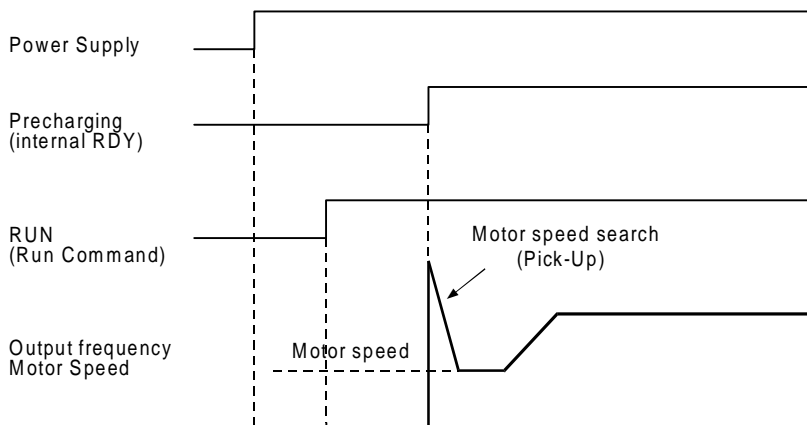 Power Supply
Precharging
(internal RDY)
RUN
(Run Command)
Motor speed search
(Pick-Up)
Output frequency
Motor Speed
Motor speed